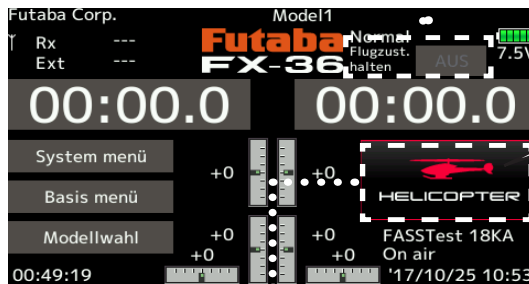 Futaba Corp. Model1
Rx --- Futaba Normal
Ext --- FX-36 Flugzust. halten AUS 7.5V
00:00.0 00:00.0
System menü
+0 +0
Basis menü HELICOPTER
Modellwahl +0 +0 FASSTest 18KA
+0 +0 On air
00:49:19 '17/10/25 10:53